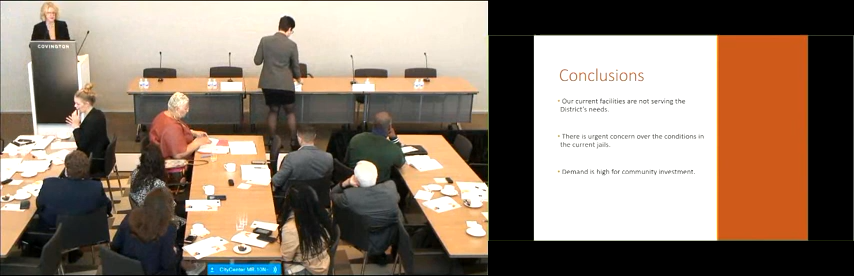 COVINGTON
Conclusions
• Our current facilities are not serving the
District's needs.
• There is urgent concern over the conditions in
the current jails.
• Demand is high for community investment.
CityCenter MR.